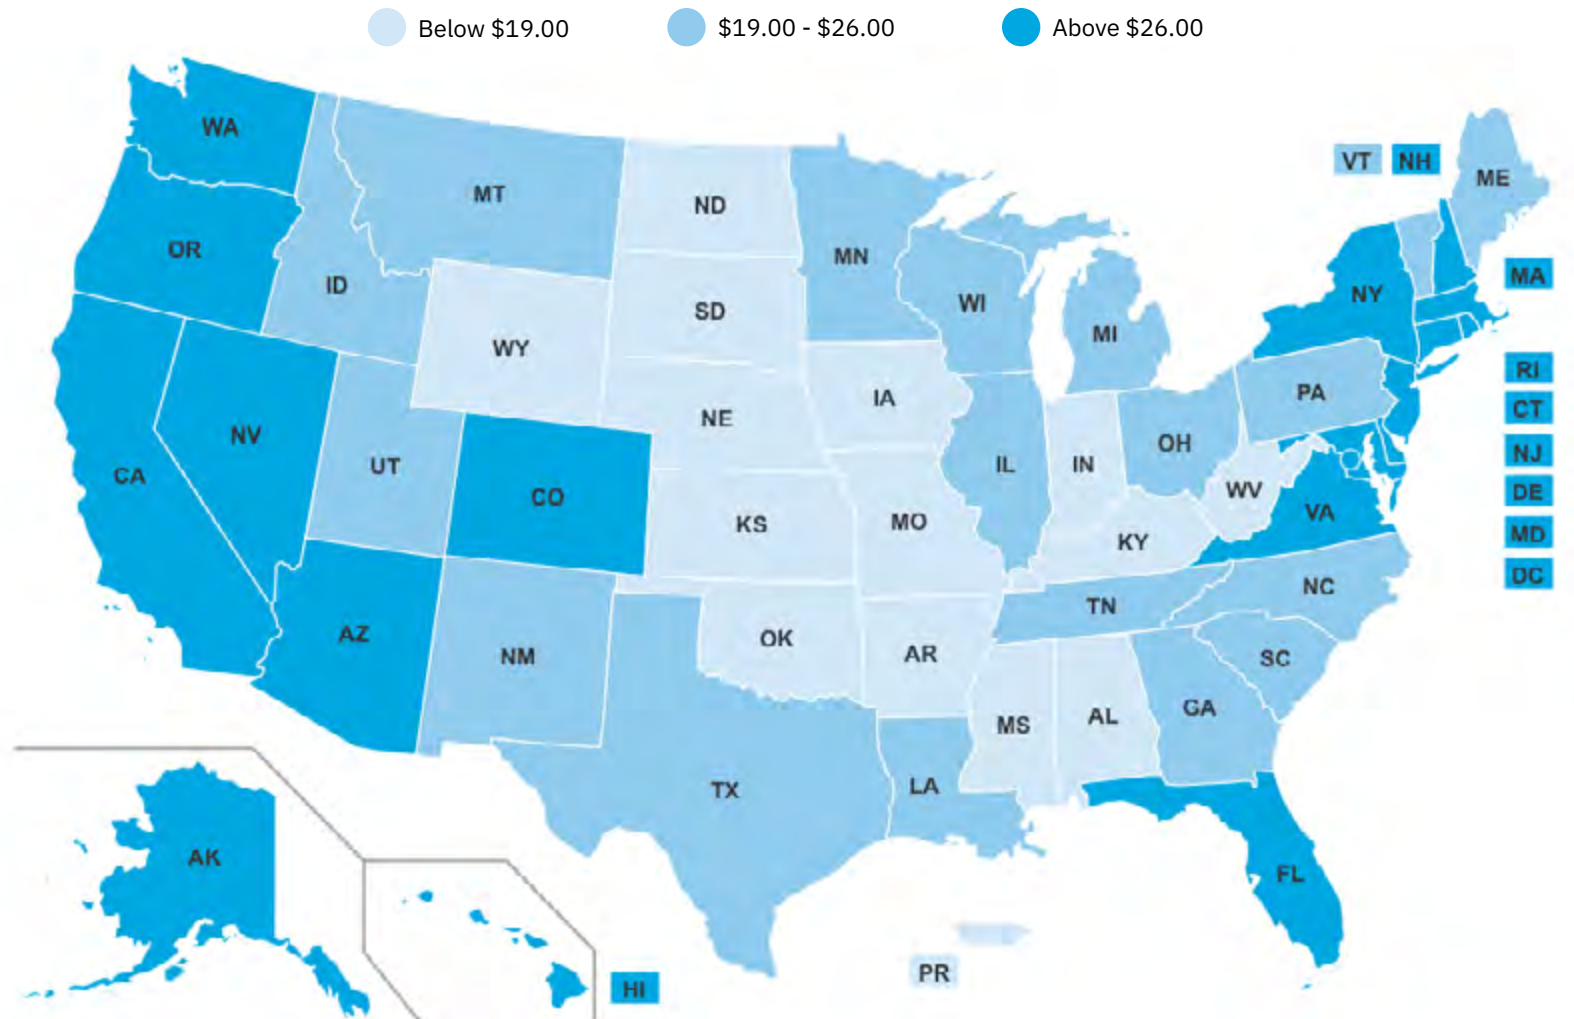 Below $19.00
$19.00 - $26.00
Above $26.00
WA
VT
NH
ME
MT
ND
OR
MN
MA
ID
NY
WI
SD
MI
WY
RI
PA
IA
CT
NE
NV
OH
NJ
UT
IL
IN
CA
WV
DE
CO
VA
MO
KS
MD
KY
DC
NC
TN
AZ
OK
AR
NM
SC
GA
AL
MS
LA
TX
AK
FL
PR
HI